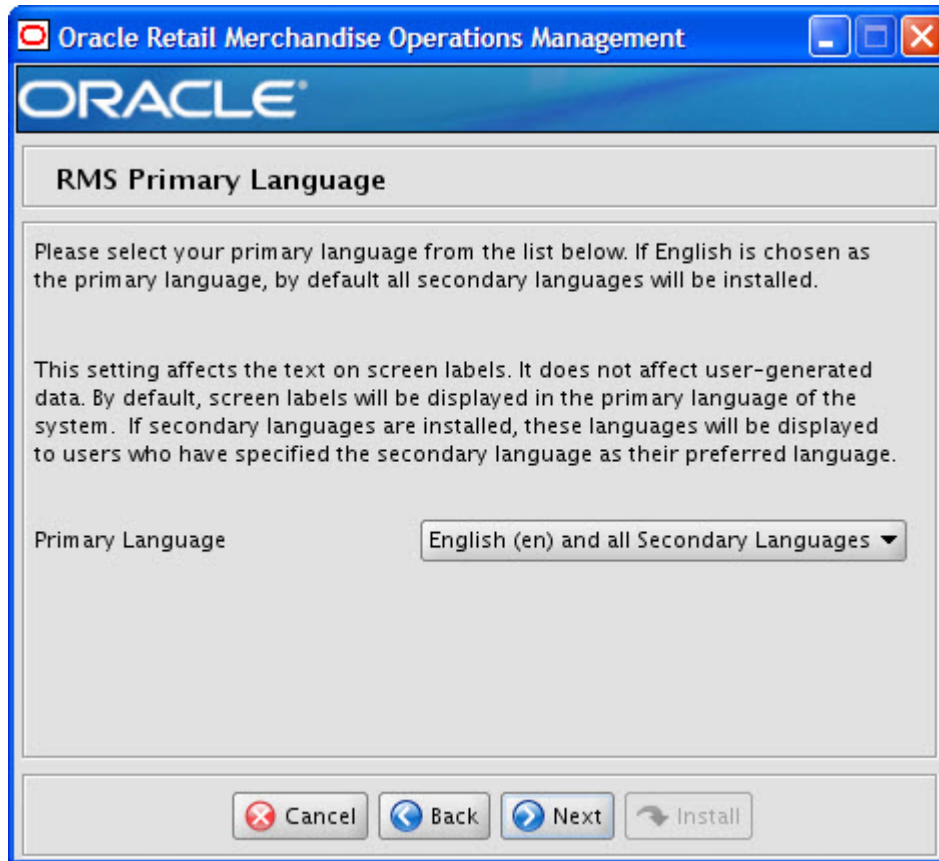 Oracle Retail Merchandise Operations Management
ORACLE
RMS Primary Language
Please select your primary language from the list below. If English is chosen as
the primary language, by default all secondary languages will be installed.
This setting affects the text on screen labels. It does not affect user-generated
data. By default, screen labels will be displayed in the primary language of the
system. If secondary languages are installed, these languages will be displayed
to users who have specified the secondary language as their preferred language.
Primary Language English (en) and all Secondary Languages
Cancel Back Next Install